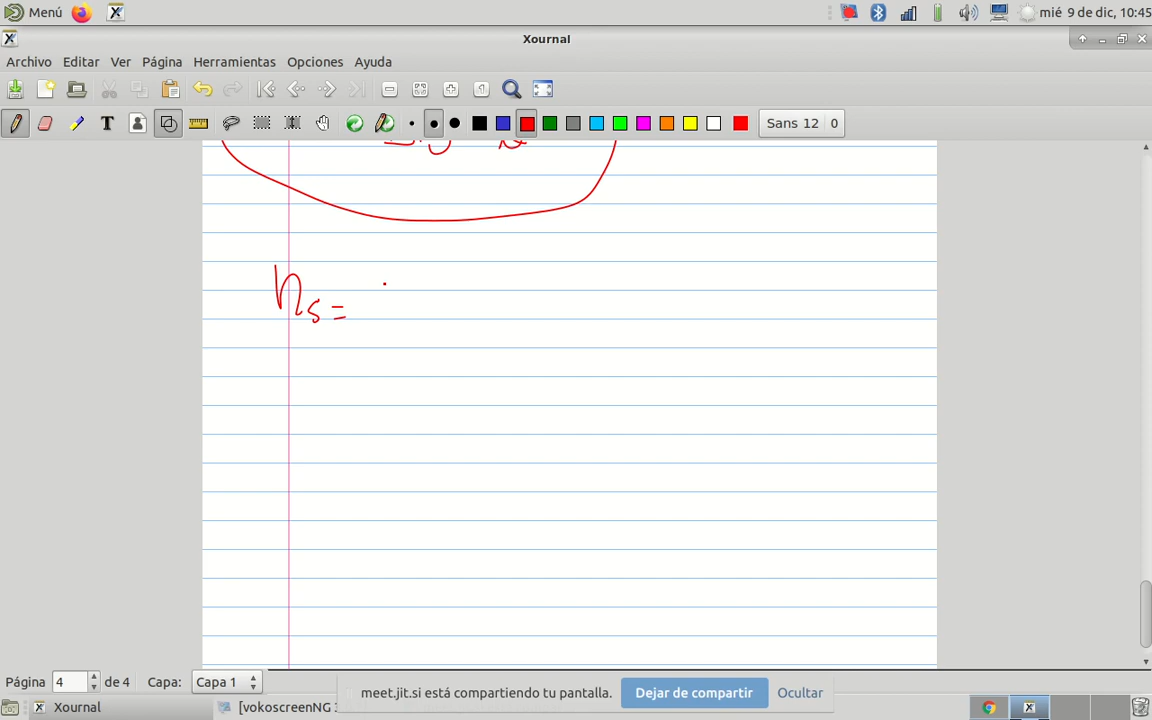 Menú mié 9 de dic, 10:45
Xournal
Archivo Editar Ver Página Herramientas Opciones Ayuda
T Sans 12 0
ns =
Página 4 de 4 Capa: Capa 1
meet.jit.si está compartiendo tu pantalla. Dejar de compartir Ocultar
Xournal [vokoscreenNG 3